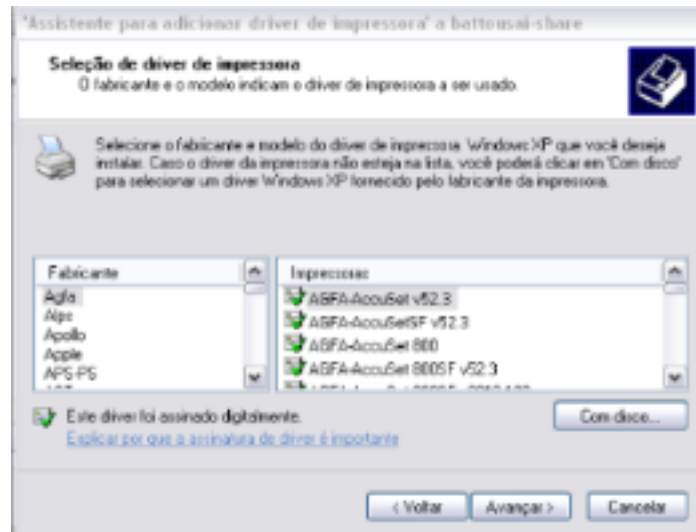 'Assistente para adicionar driver de impressora' a battousai-share
Seleção de driver de impressora
O fabricante e o modelo indicam o driver de impressora a ser usado.
Selecione o fabricante e modelo do driver de impressora Windows XP que você deseja
instalar. Caso o driver da impressora não esteja na lista, você poderá clicar em 'Com disco'
para selecionar um driver Windows XP fornecido pelo fabricante da impressora.
Fabricante
Agfa
Alps
Apollo
Apple
APS-PS
Impressoras
AGFA-AccuSet v52.3
AGFA-AccuSetSF v52.3
AGFA-AccuSet 800
AGFA-AccuSet 800SF v52.3
Este driver foi assinado digitalmente.
Explicar por que a assinatura de driver é importante
Com disco...
< Voltar
Avançar >
Cancelar